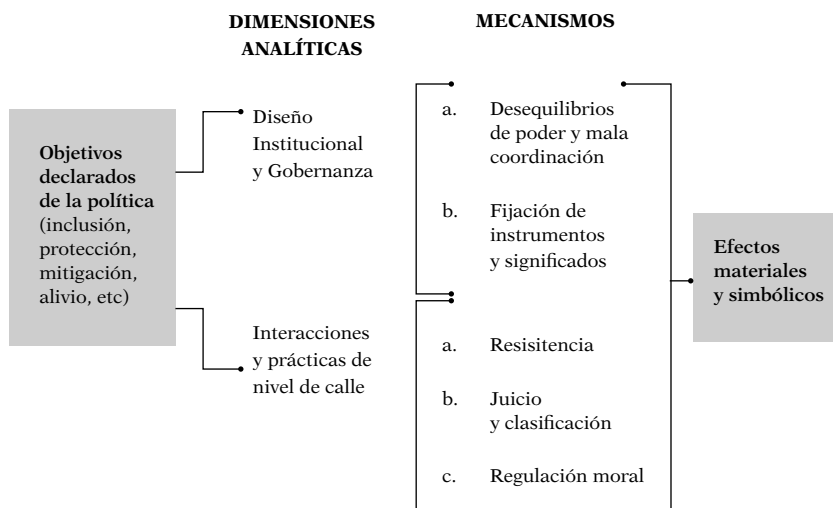 DIMENSIONES
ANALÍTICAS
MECANISMOS
Objetivos
declarados
de la política
(inclusión,
protección,
mitigación,
alivio, etc)
Diseño
Institucional
y Gobernanza
Interacciones
y prácticas de
nivel de calle
a. Desequilibrios
de poder y mala
coordinación
b. Fijación de
instrumentos
y significados
a. Resisitencia
b. Juicio
y clasificación
c. Regulación moral
Efectos
materiales
y simbólicos